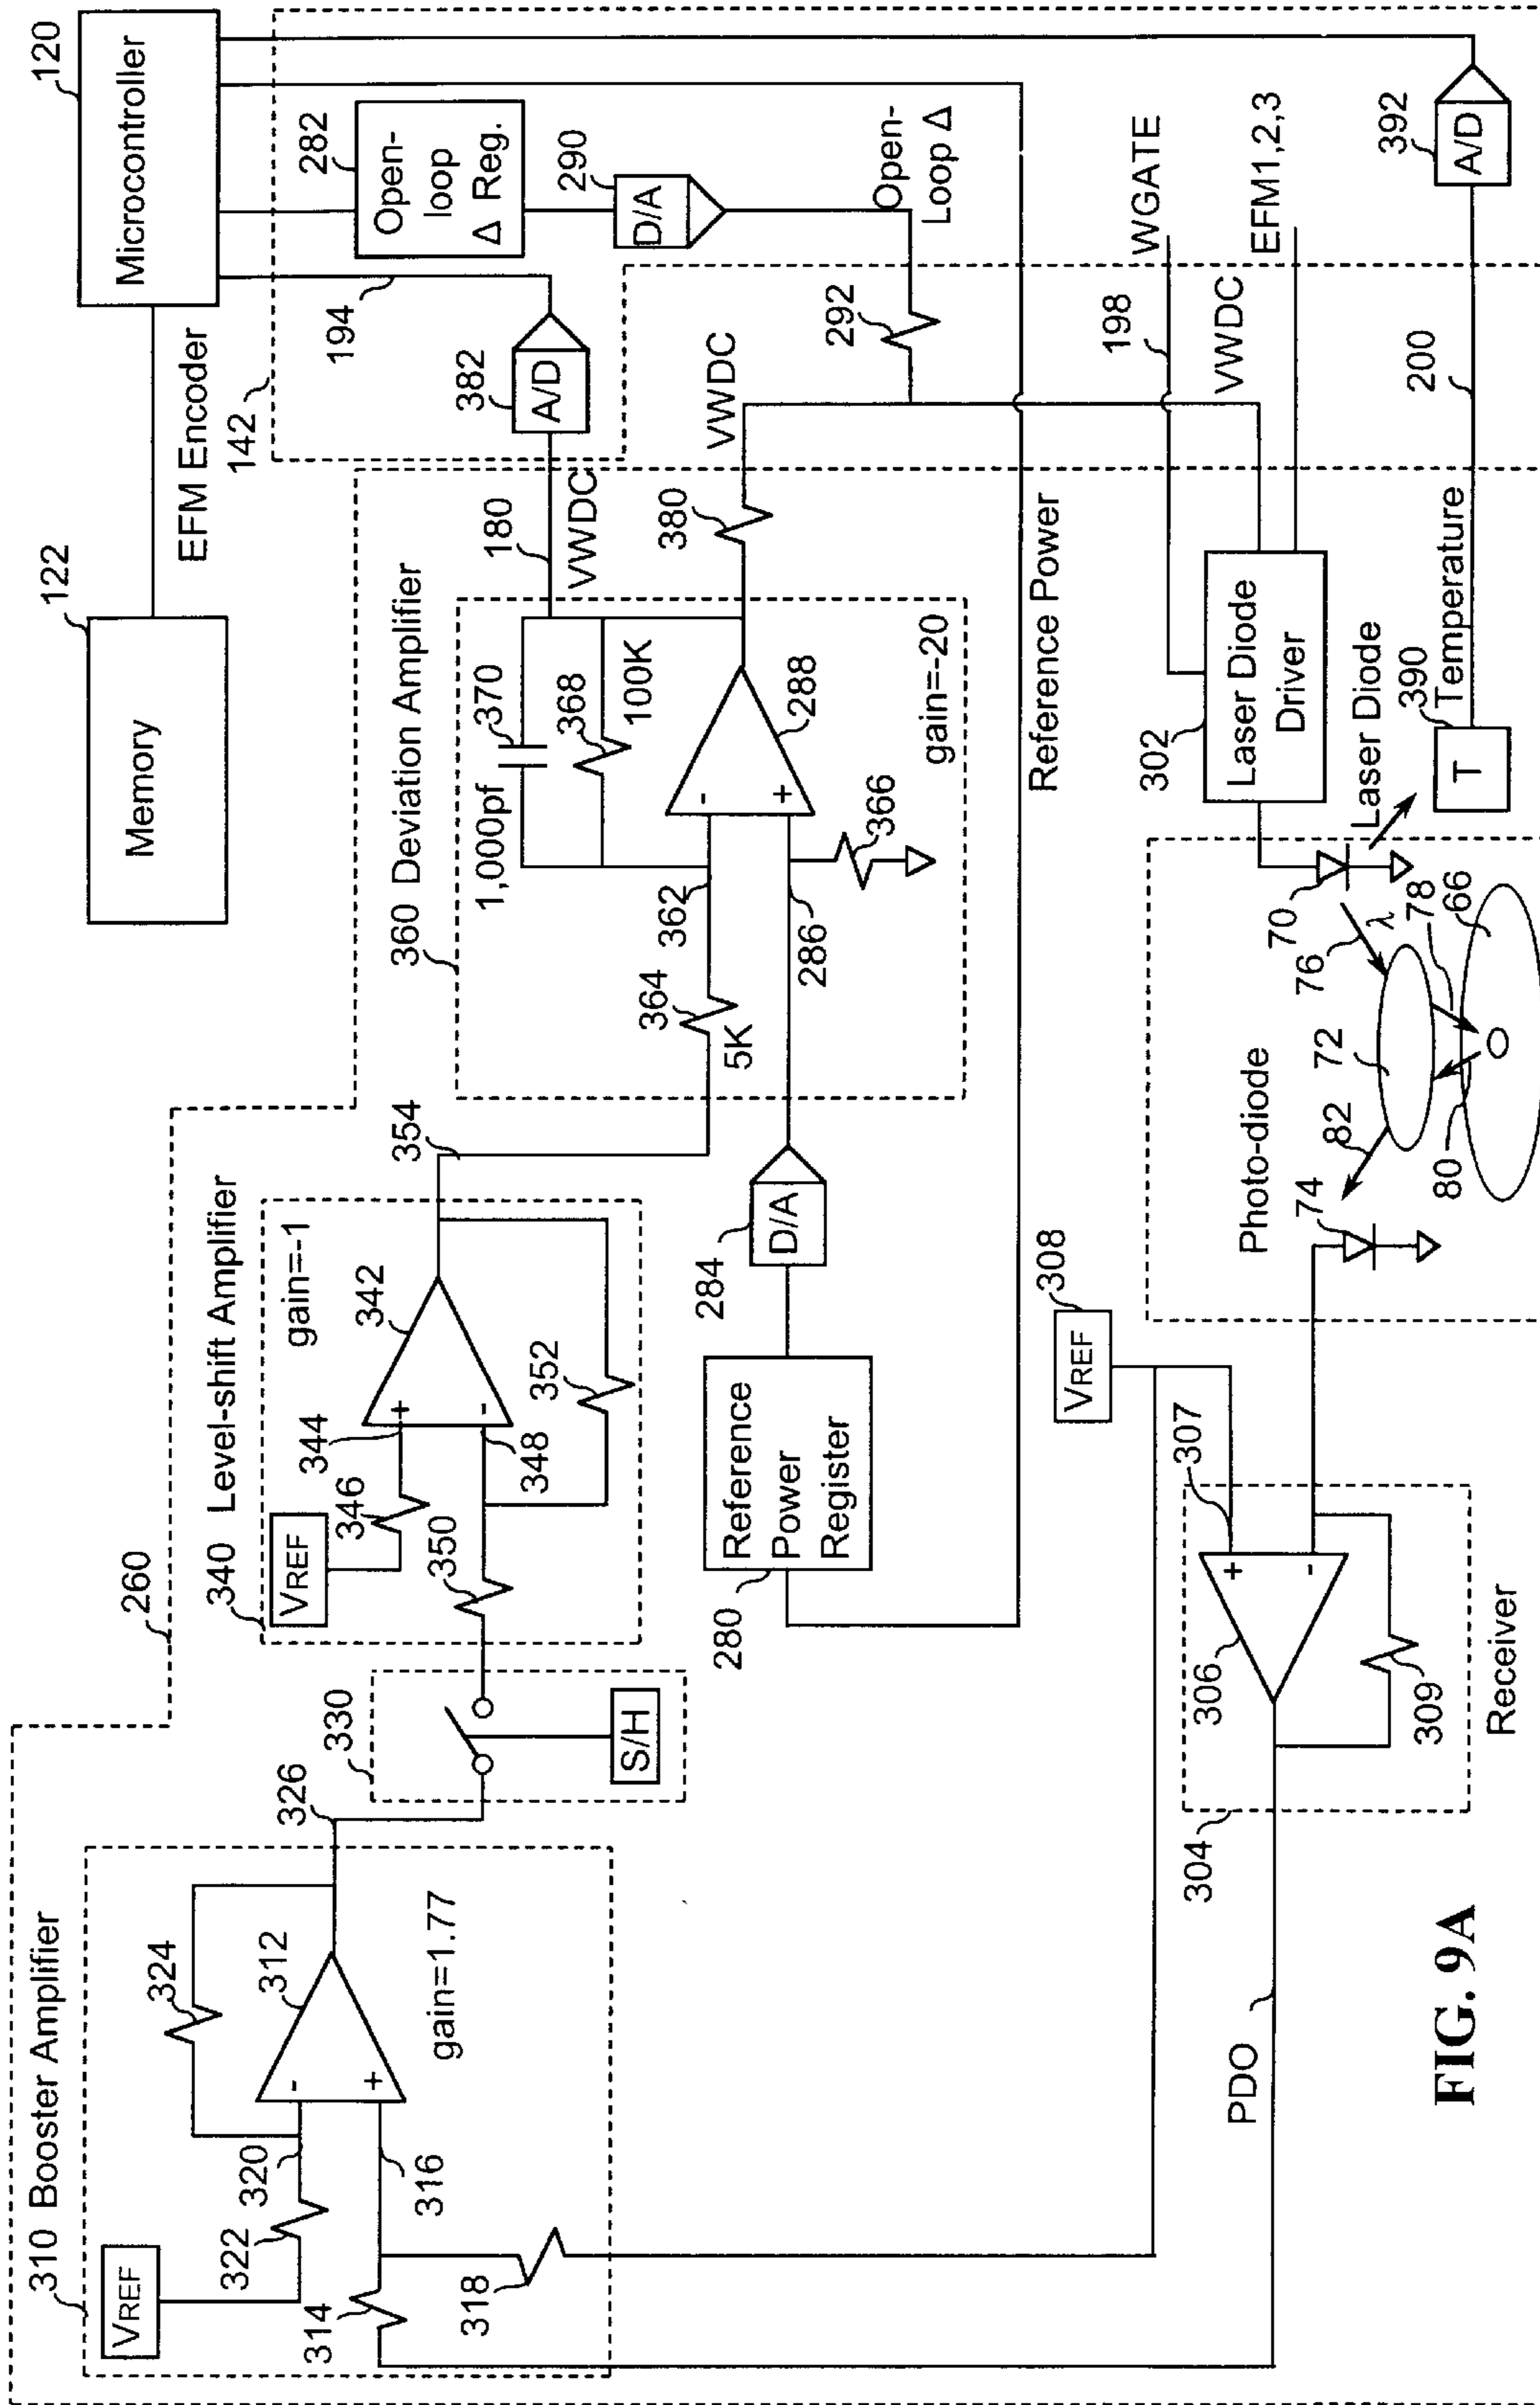 120
Microcontroller
122
Memory
EFM Encoder
142
194
282
Open-
loop
Δ Reg.
290
D/A
Open-
Loop Δ
382
A/D
180
VWDC
VWDC
292
380
360 Deviation Amplifier
1,000pf
370
368
100K
362
364
5K
-
+
288
286
366
gain=-20
Reference Power
WGATE
198
EFM1,2,3
VWDC
200
392
A/D
302
Laser Diode
Driver
Laser Diode
390
Temperature
T
260
340 Level-shift Amplifier
gain=-1
VREF
346
344
342
+
-
348
350
352
354
284
D/A
Reference
Power
Register
280
330
S/H
326
310 Booster Amplifier
VREF
322
320
324
312
-
+
gain=1.77
314
316
318
308
VREF
307
+
-
306
309
304
Receiver
PDO
Photo-diode
74
82
72
80
70
76
λ
78
66
FIG. 9A